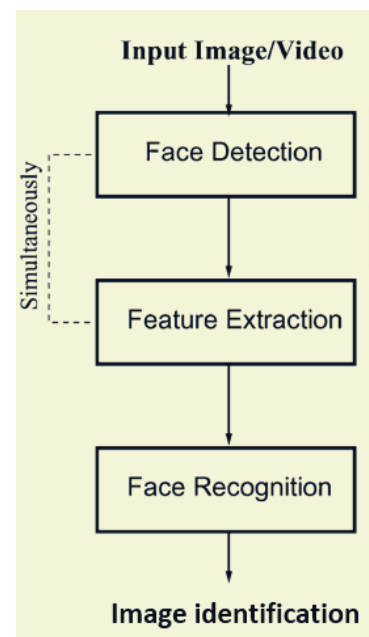 Input Image/Video
Face Detection
Simultaneously
Feature Extraction
Face Recognition
Image identification